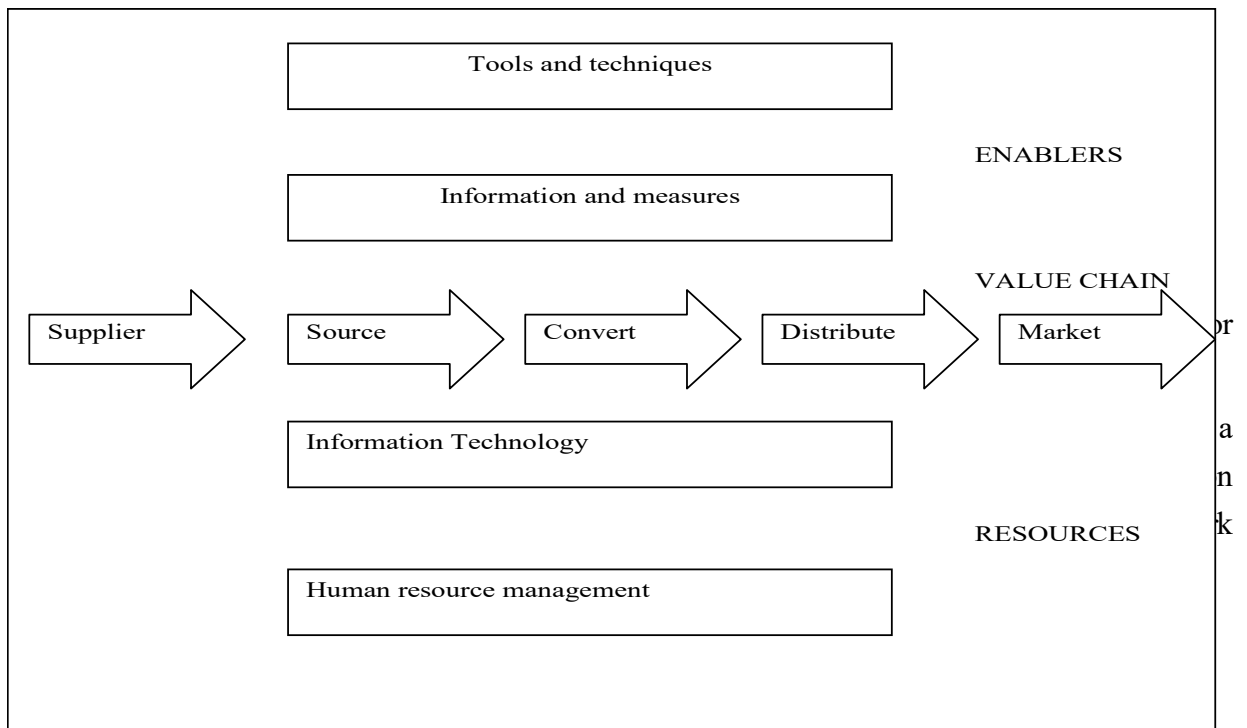 Tools and techniques
ENABLERS
Information and measures
VALUE CHAIN
Supplier
Source
Convert
Distribute
Market
Information Technology
a
RESOURCES
Human resource management